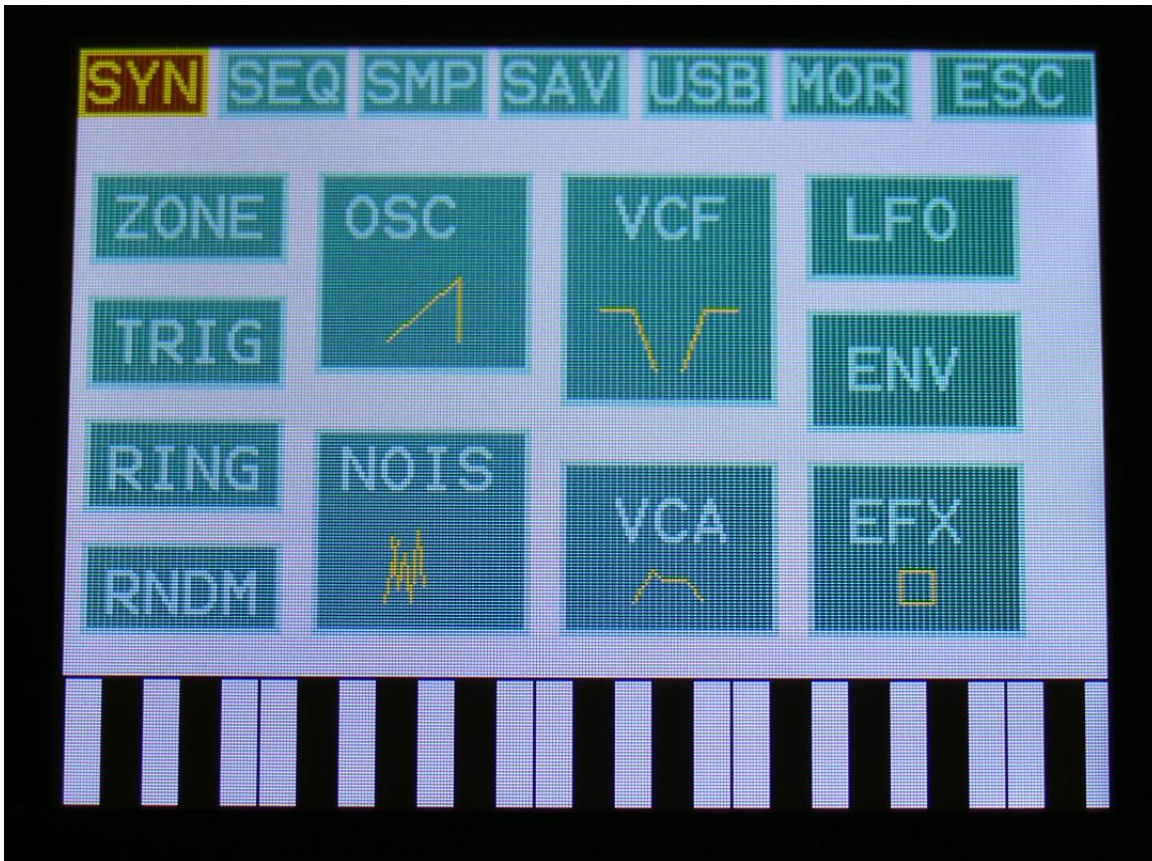 SYN SEQ SMP SAV USB MOR ESC
ZONE OSC VCF LFO
TRIG ENV
RING NOIS VCA EFX
RNDM